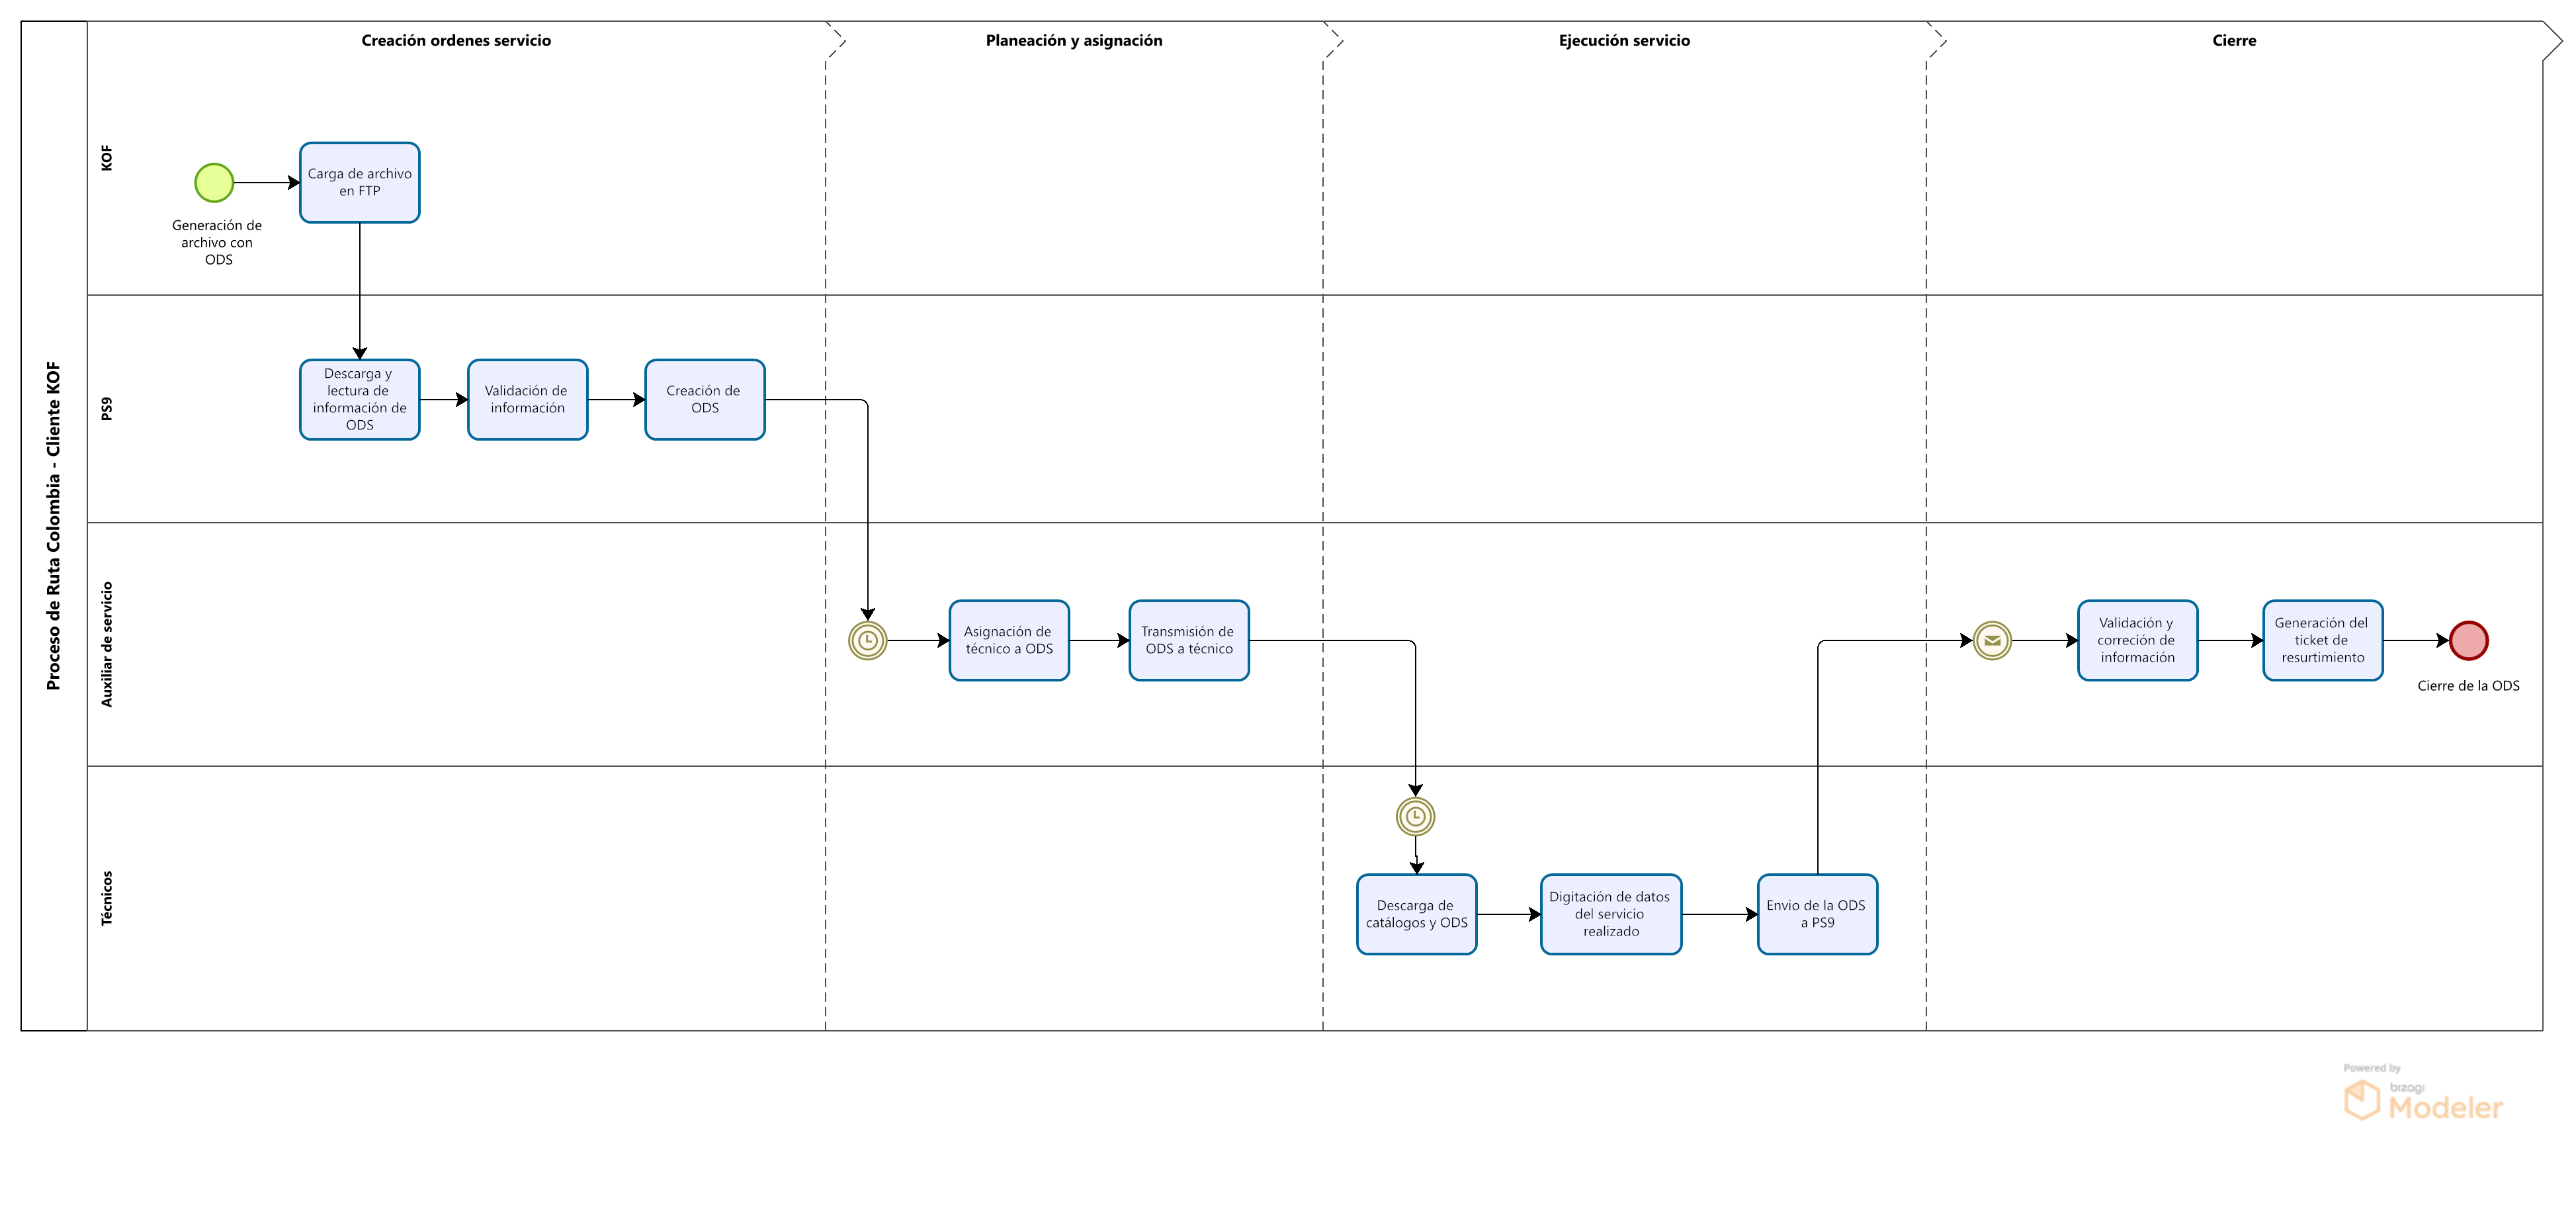 Creación ordenes servicio
Planeación y asignación
Ejecución servicio
Cierre
Proceso de Ruta Colombia - Cliente KOF
KOF
Generación de
archivo con
ODS
Carga de archivo
en FTP
PS9
Descarga y
lectura de
información de
ODS
Validación de
información
Creación de
ODS
Auxiliar de servicio
Asignación de
técnico a ODS
Transmisión de
ODS a técnico
Validación y
correción de
información
Generación del
ticket de
resurtimiento
Cierre de la ODS
Técnicos
Descarga de
catálogos y ODS
Digitación de datos
del servicio
realizado
Envio de la ODS
a PS9
Powered by
bizagi
Modeler